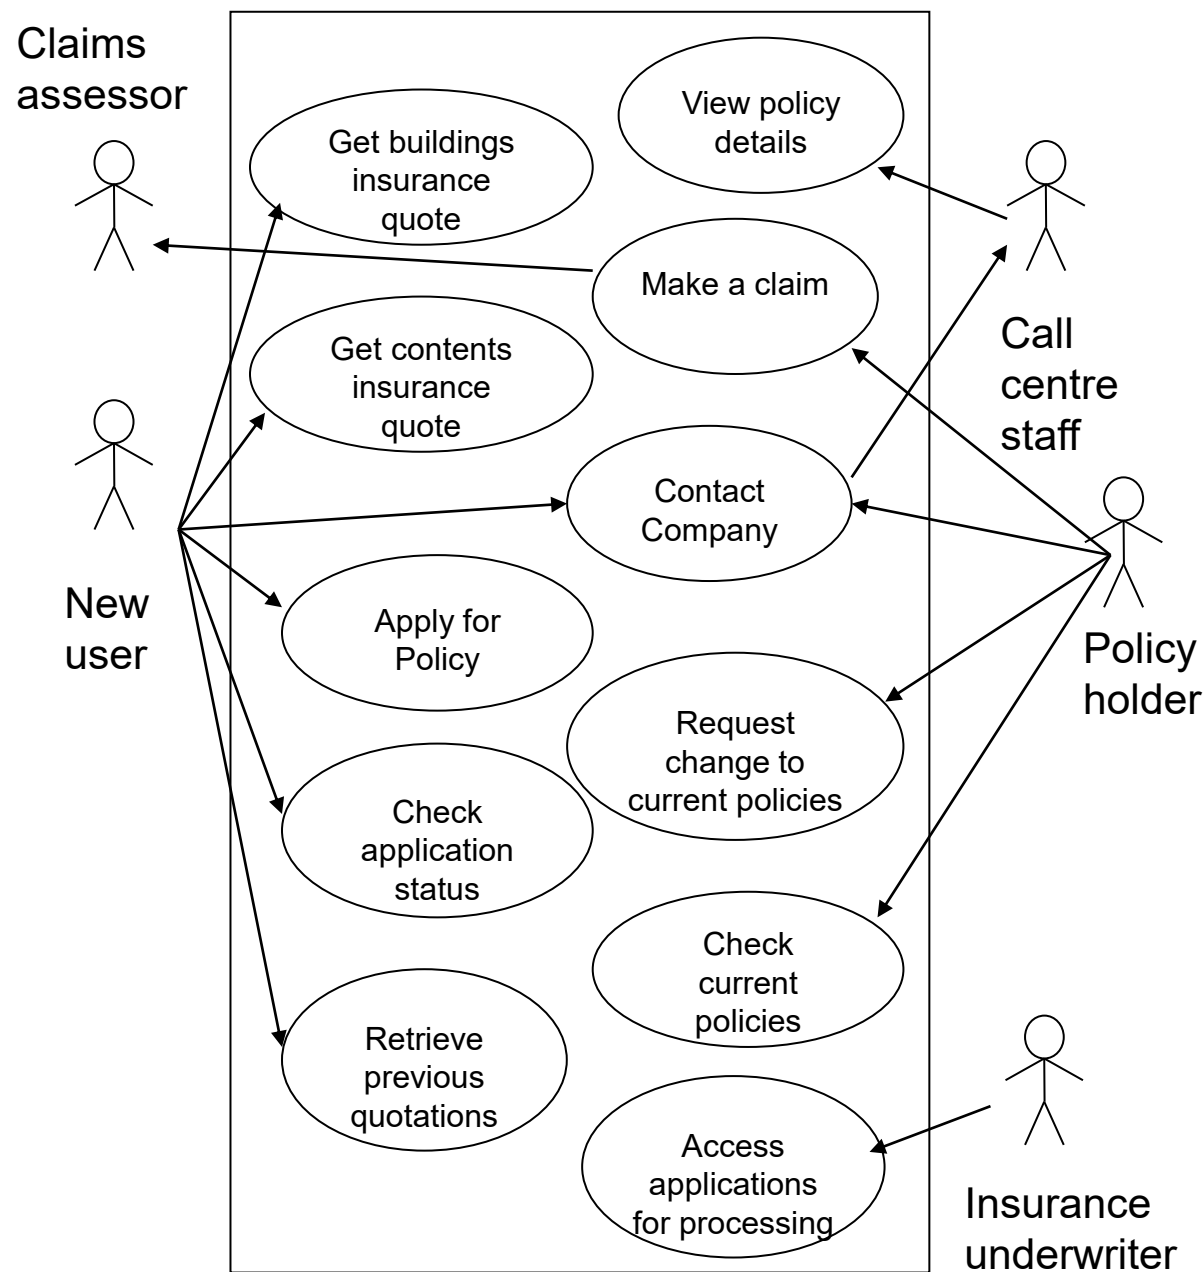 Claims
assessor
View policy
details
Get buildings
insurance
quote
Make a claim
Call
centre
staff
Get contents
insurance
quote
Contact
Company
New
user
Apply for
Policy
Policy
holder
Request
change to
current policies
Check
application
status
Check
current
policies
Retrieve
previous
quotations
Access
applications
for processing
Insurance
underwriter